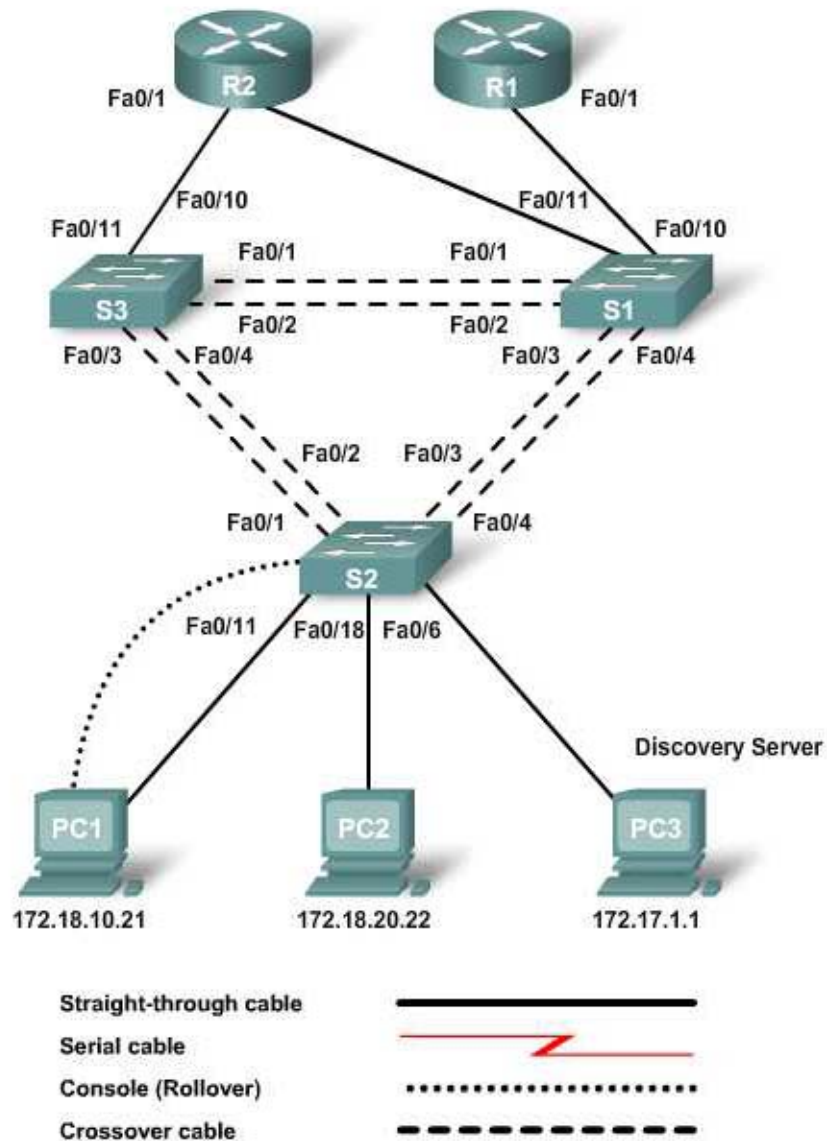 R2
R1
Fa0/1
Fa0/1
Fa0/10
Fa0/11
Fa0/11
Fa0/10
Fa0/1
Fa0/1
S3
S1
Fa0/2
Fa0/2
Fa0/3
Fa0/4
Fa0/3
Fa0/4
Fa0/2
Fa0/3
Fa0/1
Fa0/4
S2
Fa0/11
Fa0/18
Fa0/6
Discovery Server
PC1
PC2
PC3
172.18.10.21
172.18.20.22
172.17.1.1
Straight-through cable
Serial cable
Console (Rollover)
Crossover cable